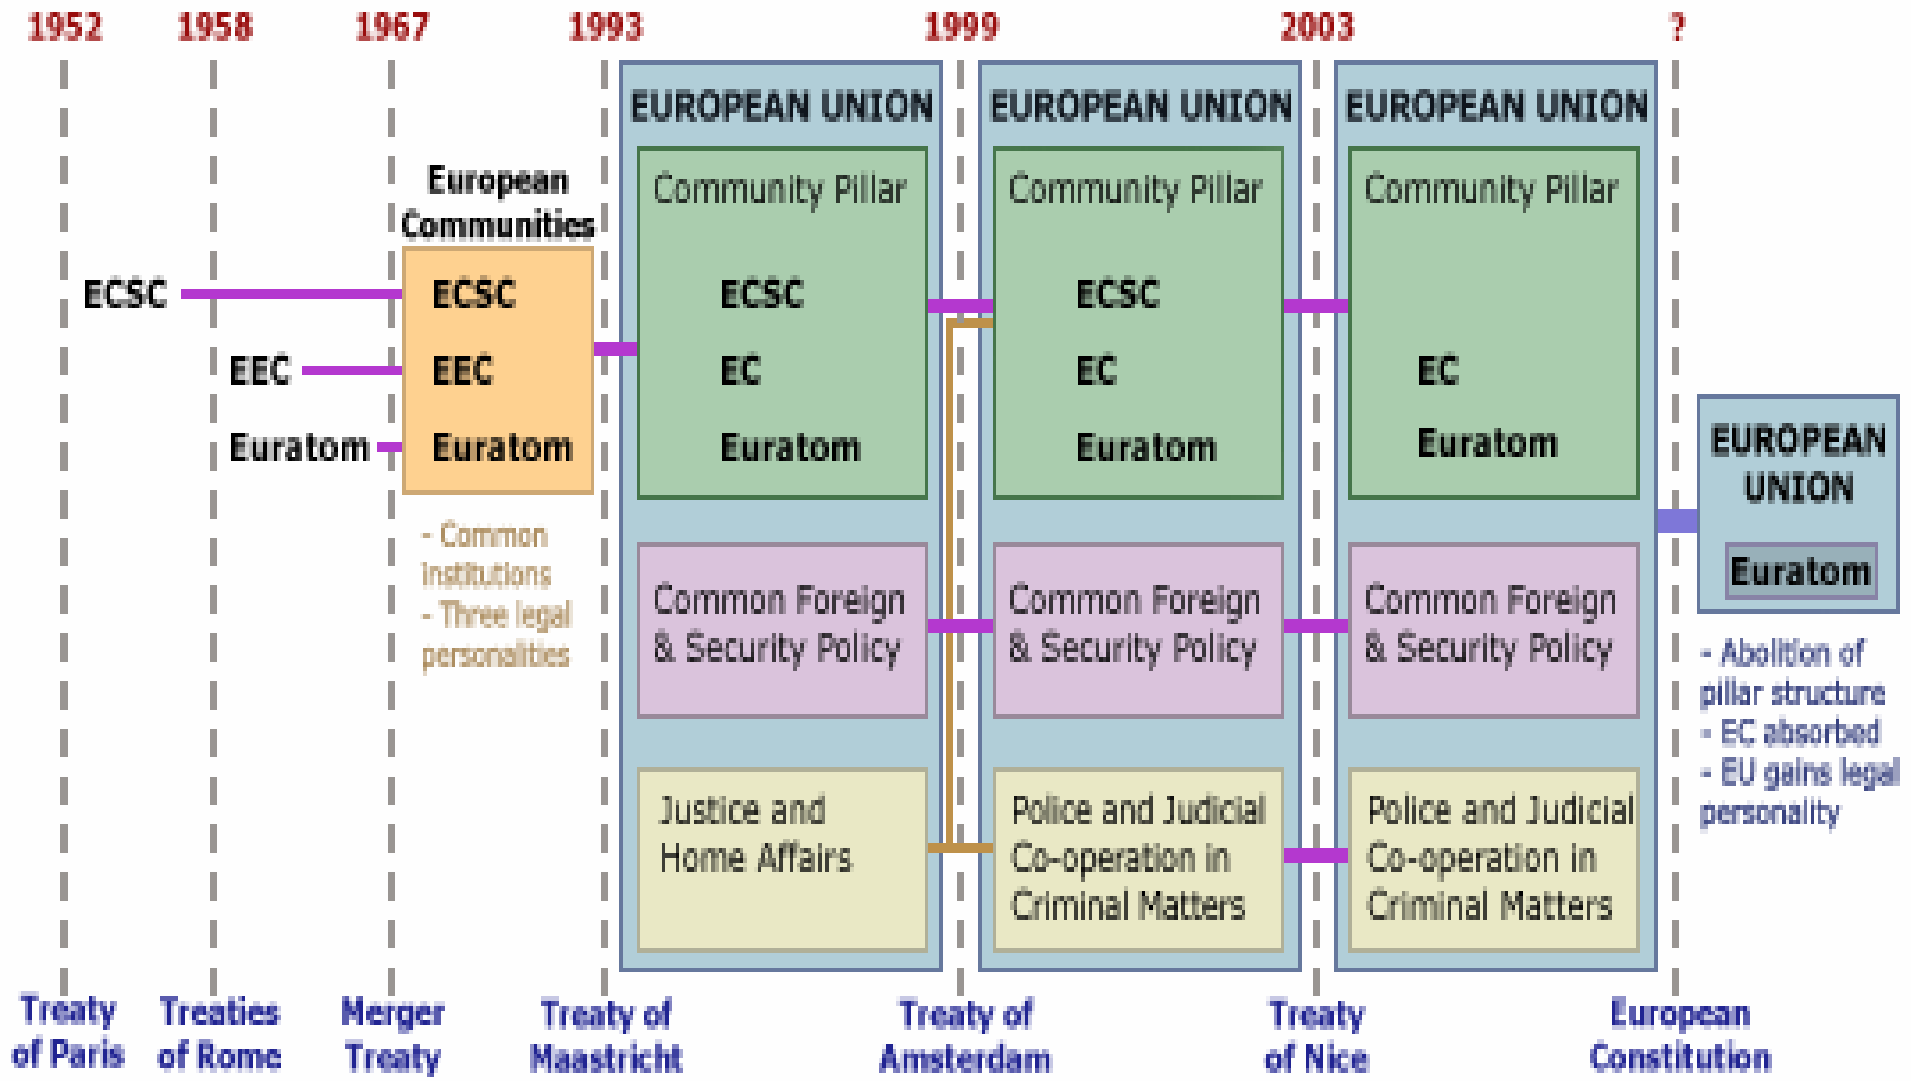 1952 1958 1967 1993 1999 2003 ?
EUROPEAN UNION EUROPEAN UNION EUROPEAN UNION
European
Communities
Community Pillar Community Pillar Community Pillar
ECSC ECSC ECSC ECSC
EEC EEC EC EC EC
Euratom Euratom Euratom Euratom Euratom
EUROPEAN
UNION
Euratom
- Common
institutions
- Three legal
personalities
Common Foreign
& Security Policy
Common Foreign
& Security Policy
Common Foreign
& Security Policy
- Abolition of
pillar structure
- EC absorbed
- EU gains legal
personality
Justice and
Home Affairs
Police and Judicial
Co-operation in
Criminal Matters
Police and Judicial
Co-operation in
Criminal Matters
Treaty
of Paris
Treaties
of Rome
Merger
Treaty
Treaty of
Maastricht
Treaty of
Amsterdam
Treaty
of Nice
European
Constitution